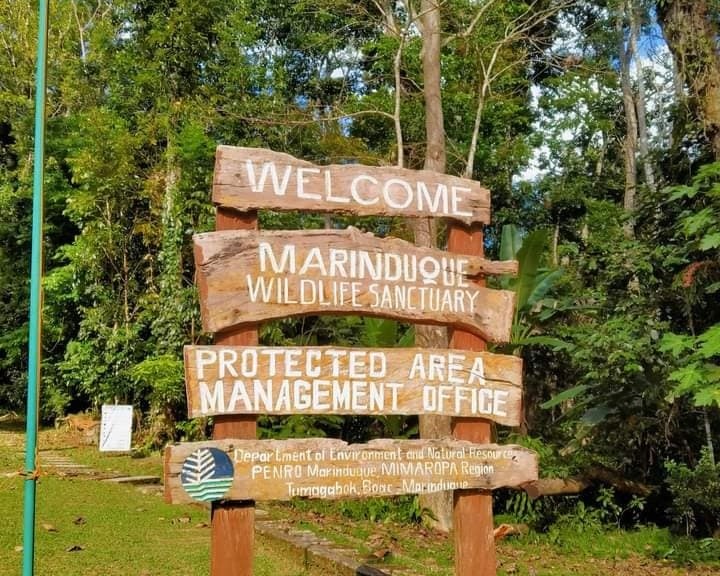 WELCOME
MARINDUQUE
WILDLIFE SANCTUARY
PROTECTED AREA
MANAGEMENT OFFICE
Department of Environment and Natural Resource
PENRO Marinduque MIMAROPA Region
Tumagabok, Boac - Marinduque